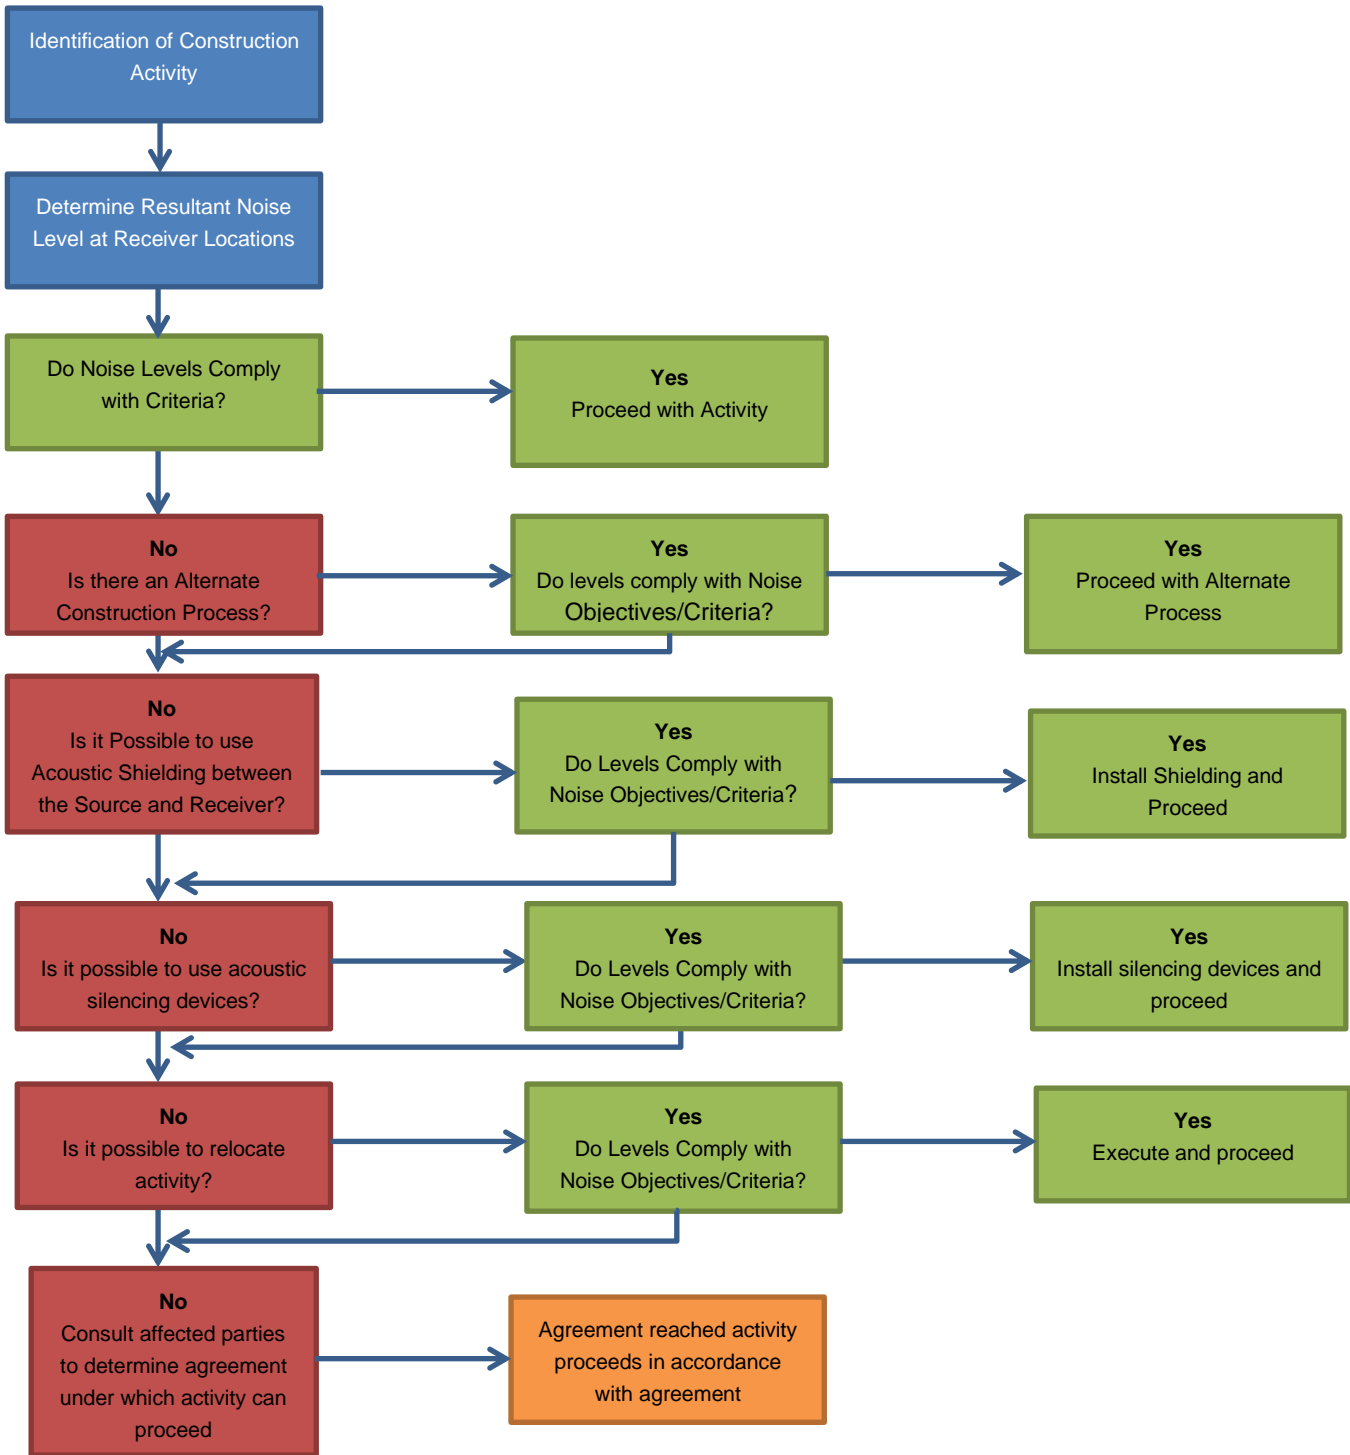 Identification of Construction
Activity
Determine Resultant Noise
Level at Receiver Locations
Do Noise Levels Comply
with Criteria?
Yes
Proceed with Activity
No
Is there an Alternate
Construction Process?
Yes
Do levels comply with Noise
Objectives/Criteria?
Yes
Proceed with Alternate
Process
No
Is it Possible to use
Acoustic Shielding between
the Source and Receiver?
Yes
Do Levels Comply with
Noise Objectives/Criteria?
Yes
Install Shielding and
Proceed
No
Is it possible to use acoustic
silencing devices?
Yes
Do Levels Comply with
Noise Objectives/Criteria?
Yes
Install silencing devices and
proceed
No
Is it possible to relocate
activity?
Yes
Do Levels Comply with
Noise Objectives/Criteria?
Yes
Execute and proceed
No
Consult affected parties
to determine agreement
under which activity can
proceed
Agreement reached activity
proceeds in accordance
with agreement